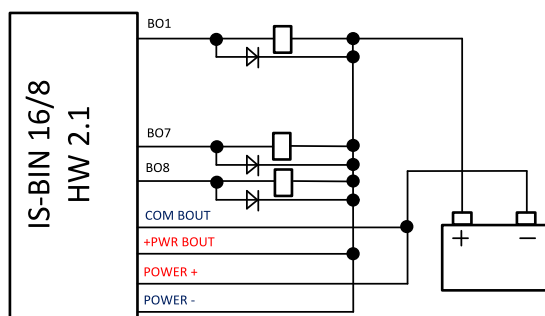 IS-BIN 16/8
HW 2.1
BO1
BO7
BO8
COM BOUT
+PWR BOUT
POWER +
POWER -
+ −